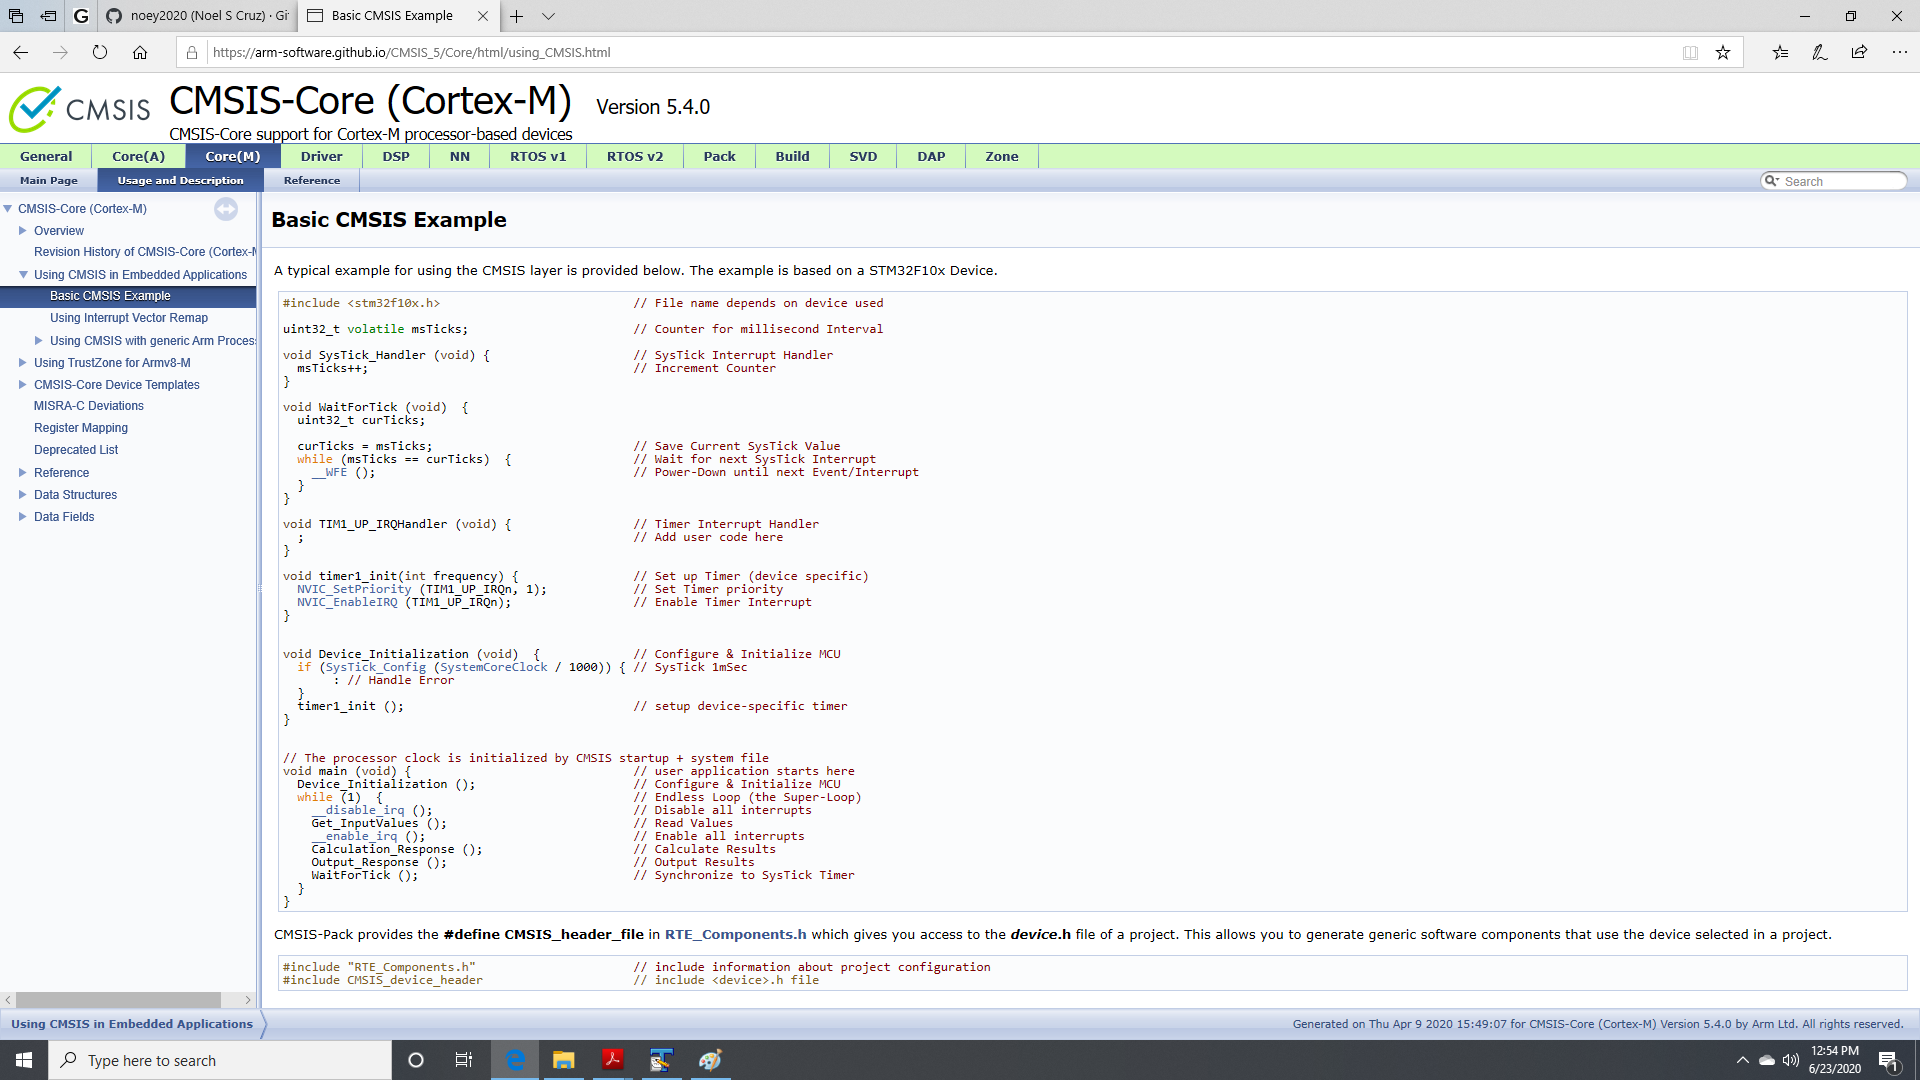 noey2020 (Noel S Cruz) · Gi
Basic CMSIS Example
https://arm-software.github.io/CMSIS_5/Core/html/using_CMSIS.html
CMSIS
CMSIS-Core (Cortex-M) Version 5.4.0
CMSIS-Core support for Cortex-M processor-based devices
General Core(A) Core(M) Driver DSP NN RTOS v1 RTOS v2 Pack Build SVD DAP Zone
Main Page Usage and Description Reference Search
CMSIS-Core (Cortex-M)
Overview
Revision History of CMSIS-Core (Cortex-M
Using CMSIS in Embedded Applications
Basic CMSIS Example
Using Interrupt Vector Remap
Using CMSIS with generic Arm Process
Using TrustZone for Armv8-M
CMSIS-Core Device Templates
MISRA-C Deviations
Register Mapping
Deprecated List
Reference
Data Structures
Data Fields
Basic CMSIS Example
A typical example for using the CMSIS layer is provided below. The example is based on a STM32F10x Device.
#include <stm32f10x.h> // File name depends on device used
uint32_t volatile msTicks; // Counter for millisecond Interval
void SysTick_Handler (void) { // SysTick Interrupt Handler
msTicks++; // Increment Counter
}
void WaitForTick (void) {
uint32_t curTicks;
curTicks = msTicks; // Save Current SysTick Value
while (msTicks == curTicks) { // Wait for next SysTick Interrupt
__WFE (); // Power-Down until next Event/Interrupt
}
}
void TIM1_UP_IRQHandler (void) { // Timer Interrupt Handler
; // Add user code here
}
void timer1_init(int frequency) { // Set up Timer (device specific)
NVIC_SetPriority (TIM1_UP_IRQn, 1); // Set Timer priority
NVIC_EnableIRQ (TIM1_UP_IRQn); // Enable Timer Interrupt
}
void Device_Initialization (void) { // Configure & Initialize MCU
if (SysTick_Config (SystemCoreClock / 1000)) { // SysTick 1mSec
: // Handle Error
}
timer1_init (); // setup device-specific timer
}
// The processor clock is initialized by CMSIS startup + system file
void main (void) { // user application starts here
Device_Initialization (); // Configure & Initialize MCU
while (1) { // Endless Loop (the Super-Loop)
__disable_irq (); // Disable all interrupts
Get_InputValues (); // Read Values
__enable_irq (); // Enable all interrupts
Calculation_Response (); // Calculate Results
Output_Response (); // Output Results
WaitForTick (); // Synchronize to SysTick Timer
}
}
CMSIS-Pack provides the #define CMSIS_header_file in RTE_Components.h which gives you access to the device.h file of a project. This allows you to generate generic software components that use the device selected in a project.
#include "RTE_Components.h" // include information about project configuration
#include CMSIS_device_header // include <device>.h file
Using CMSIS in Embedded Applications
Generated on Thu Apr 9 2020 15:49:07 for CMSIS-Core (Cortex-M) Version 5.4.0 by Arm Ltd. All rights reserved.
Type here to search
12:54 PM
6/23/2020
1